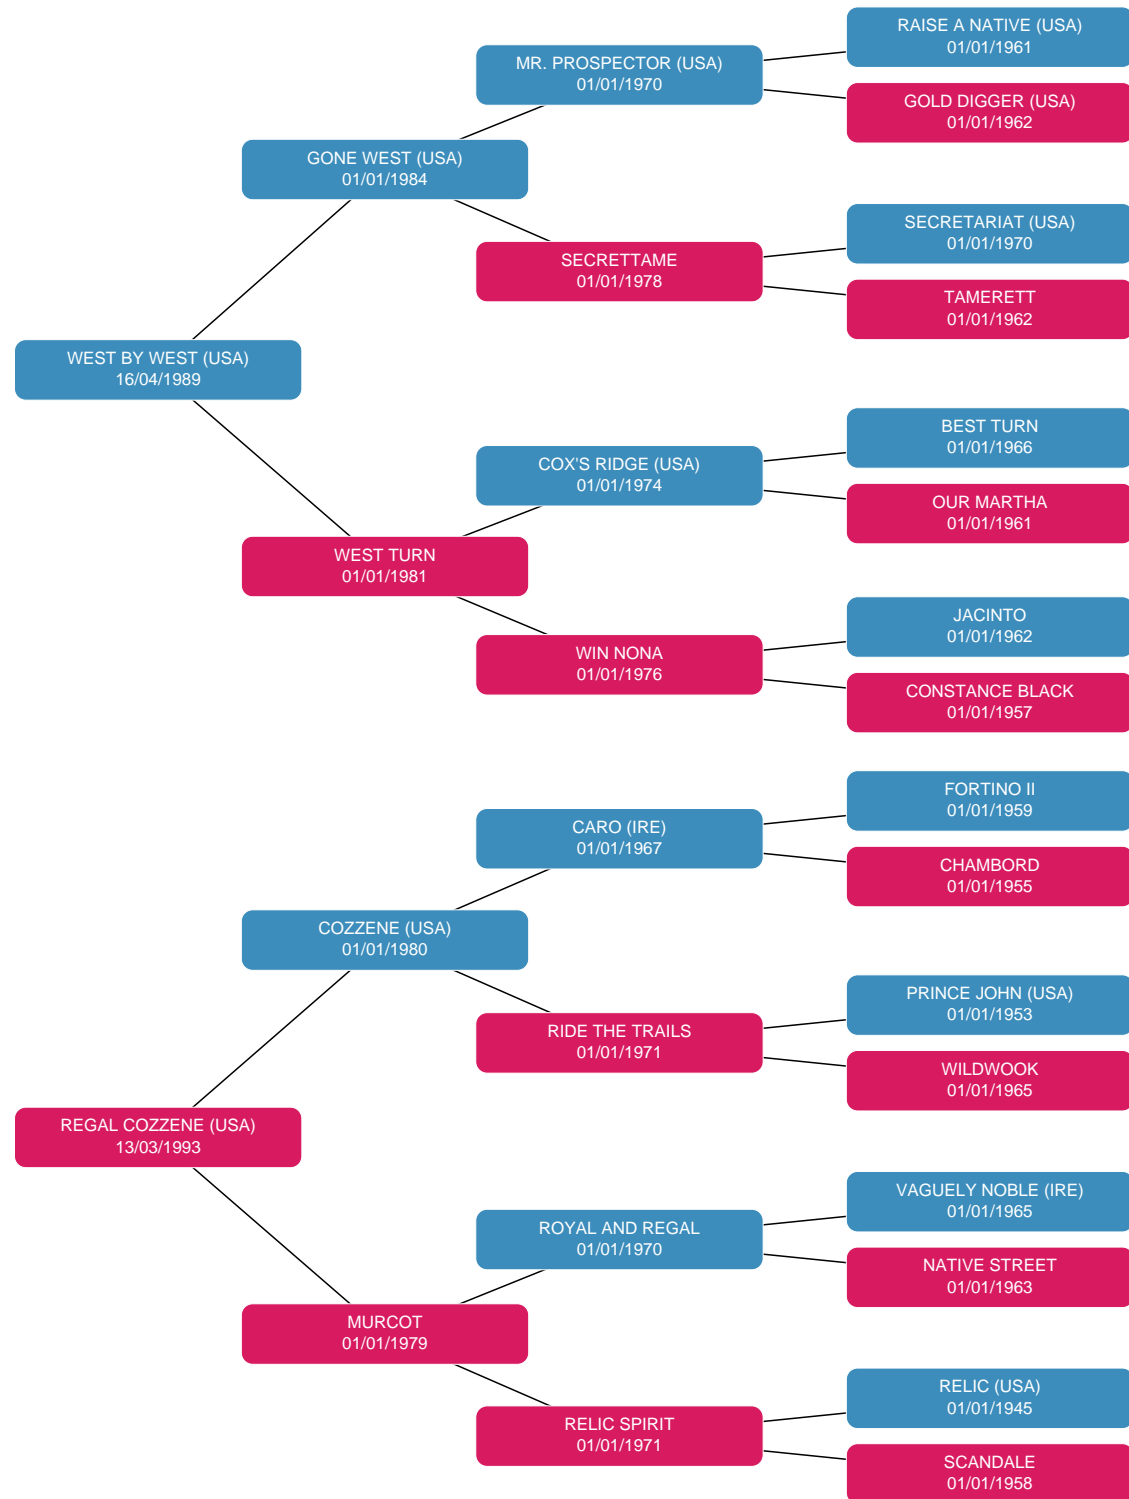 RAISE A NATIVE (USA)
01/01/1961
MR. PROSPECTOR (USA)
01/01/1970
GOLD DIGGER (USA)
01/01/1962
GONE WEST (USA)
01/01/1984
SECRETARIAT (USA)
01/01/1970
SECRETTAME
01/01/1978
TAMERETT
01/01/1962
WEST BY WEST (USA)
16/04/1989
BEST TURN
01/01/1966
COX'S RIDGE (USA)
01/01/1974
OUR MARTHA
01/01/1961
WEST TURN
01/01/1981
JACINTO
01/01/1962
WIN NONA
01/01/1976
CONSTANCE BLACK
01/01/1957
FORTINO II
01/01/1959
CARO (IRE)
01/01/1967
CHAMBORD
01/01/1955
COZZENE (USA)
01/01/1980
PRINCE JOHN (USA)
01/01/1953
RIDE THE TRAILS
01/01/1971
WILDWOOK
01/01/1965
REGAL COZZENE (USA)
13/03/1993
VAGUELY NOBLE (IRE)
01/01/1965
ROYAL AND REGAL
01/01/1970
NATIVE STREET
01/01/1963
MURCOT
01/01/1979
RELIC (USA)
01/01/1945
RELIC SPIRIT
01/01/1971
SCANDALE
01/01/1958